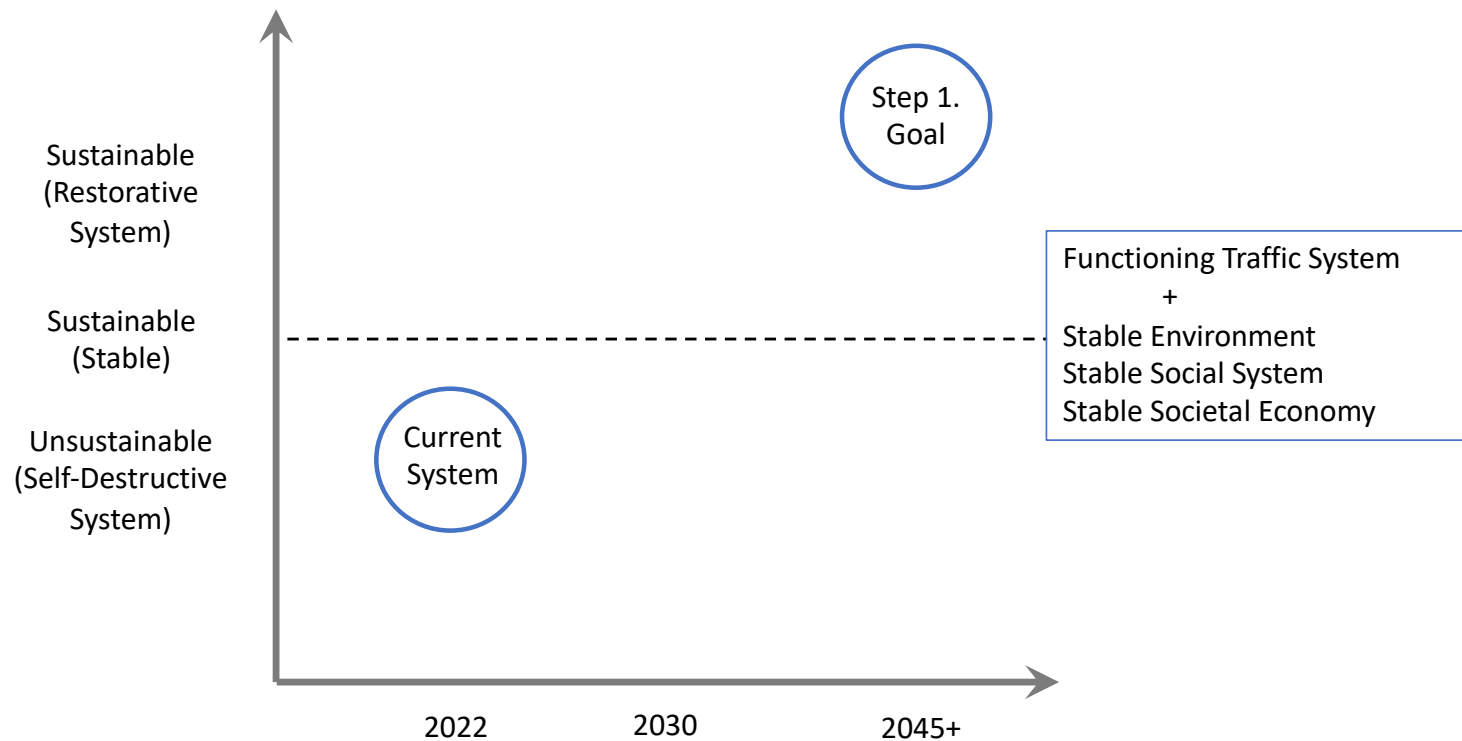 Step 1.
Goal
Sustainable
(Restorative
System)
Functioning Traffic System
+
Stable Environment
Stable Social System
Stable Societal Economy
Sustainable
(Stable)
Current
System
Unsustainable
(Self-Destructive
System)
2022
2030
2045+